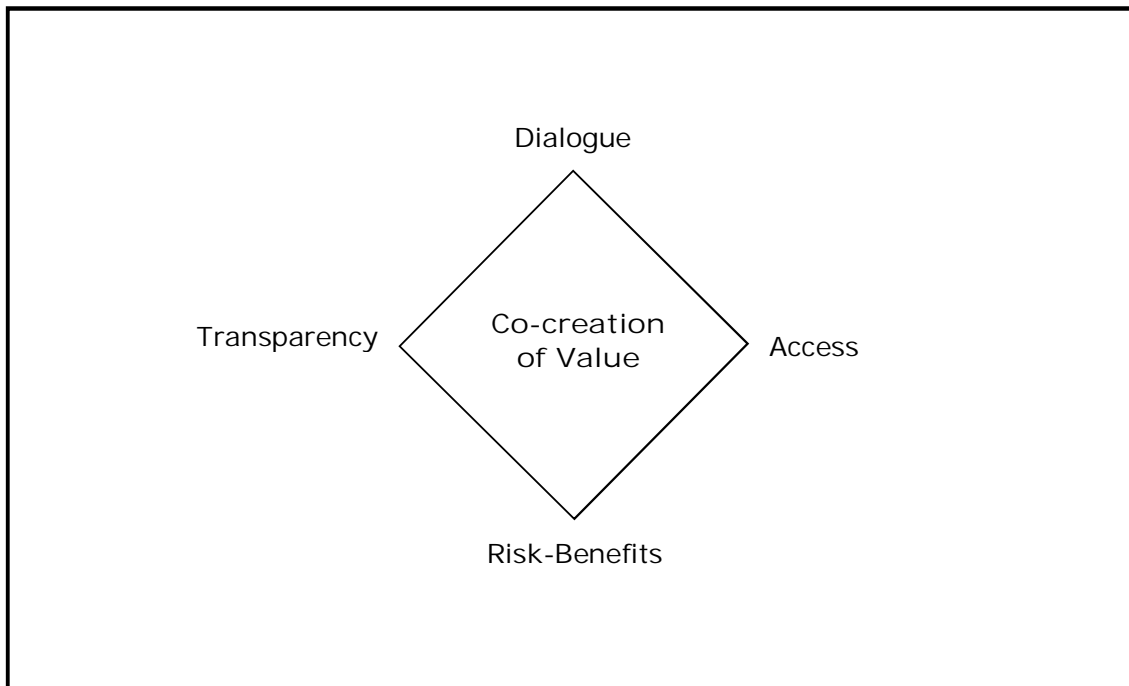 Dialogue
Transparency
Co-creation
of Value
Access
Risk-Benefits